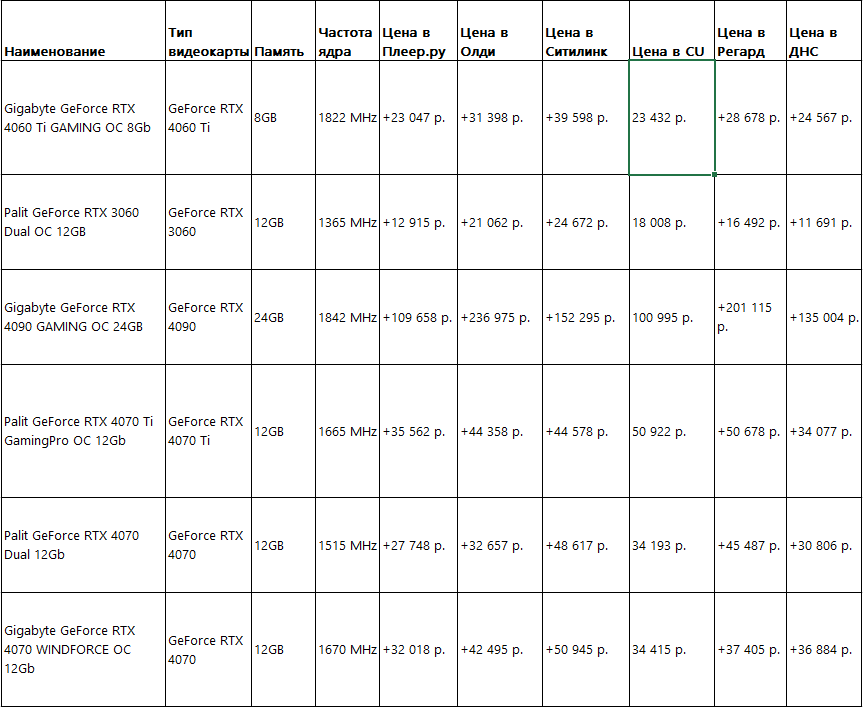 Наименование
Тип
видеокарты
Память
Частота
ядра
Цена в
Плеер.ру
Цена в
Олди
Цена в
Ситилинк
Цена в CU
Цена в
Регард
Цена в
ДНС
Gigabyte GeForce RTX
4060 Ti GAMING OC 8Gb
GeForce RTX
4060 Ti
8GB
1822 MHz
+23 047 р.
+31 398 р.
+39 598 р.
23 432 р.
+28 678 р.
+24 567 р.
Palit GeForce RTX 3060
Dual OC 12GB
GeForce RTX
3060
12GB
1365 MHz
+12 915 р.
+21 062 р.
+24 672 р.
18 008 р.
+16 492 р.
+11 691 р.
Gigabyte GeForce RTX
4090 GAMING OC 24GB
GeForce RTX
4090
24GB
1842 MHz
+109 658 р.
+236 975 р.
+152 295 р.
100 995 р.
+201 115
р.
+135 004 р.
Palit GeForce RTX 4070 Ti
GamingPro OC 12Gb
GeForce RTX
4070 Ti
12GB
1665 MHz
+35 562 р.
+44 358 р.
+44 578 р.
50 922 р.
+50 678 р.
+34 077 р.
Palit GeForce RTX 4070
Dual 12Gb
GeForce RTX
4070
12GB
1515 MHz
+27 748 р.
+32 657 р.
+48 617 р.
34 193 р.
+45 487 р.
+30 806 р.
Gigabyte GeForce RTX
4070 WINDFORCE OC
12Gb
GeForce RTX
4070
12GB
1670 MHz
+32 018 р.
+42 495 р.
+50 945 р.
34 415 р.
+37 405 р.
+36 884 р.